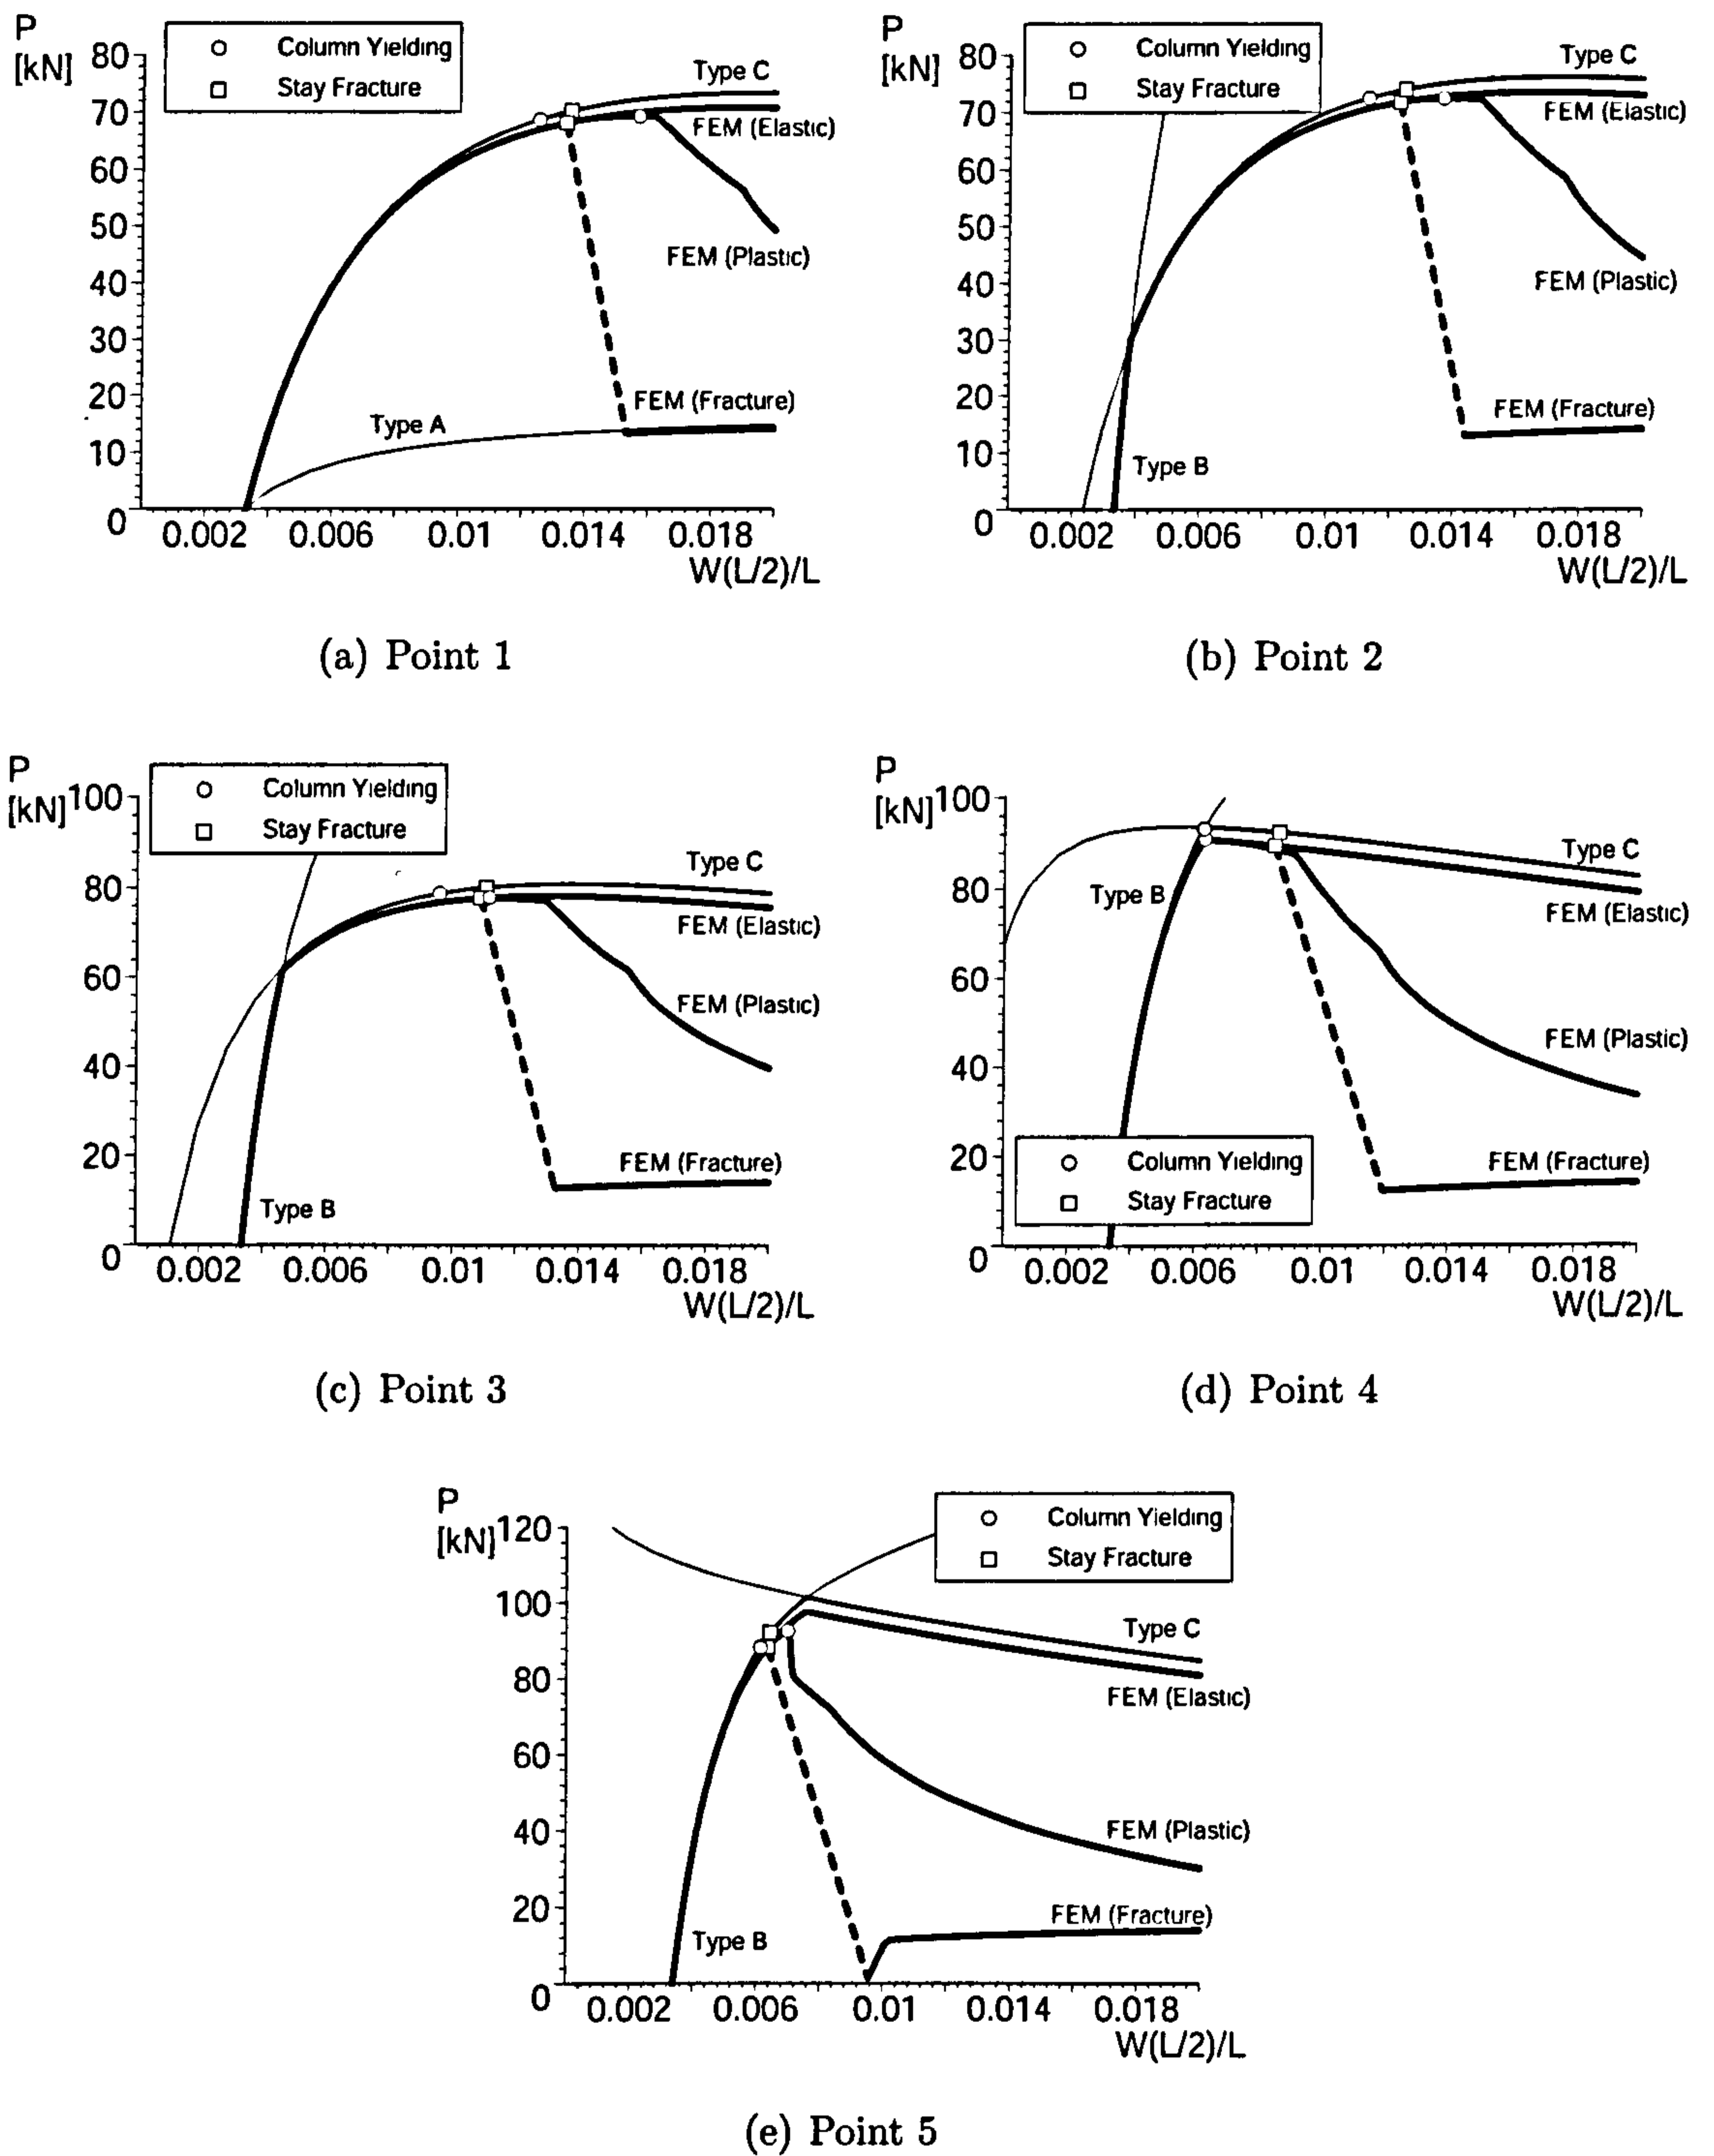 P
[kN]
Column Yielding
Stay Fracture
80
70
60
50
40
30
20
10
0
Type C
FEM (Elastic)
FEM (Plastic)
FEM (Fracture)
Type A
0.002 0.006 0.01 0.014 0.018
W(L/2)/L
(a) Point 1
P
[kN]
Column Yielding
Stay Fracture
80
70
60
50
40
30
20
10
0
Type C
FEM (Elastic)
FEM (Plastic)
FEM (Fracture)
Type B
0.002 0.006 0.01 0.014 0.018
W(L/2)/L
(b) Point 2
P
[kN]
Column Yielding
Stay Fracture
100
80
60
40
20
0
Type C
FEM (Elastic)
FEM (Plastic)
FEM (Fracture)
Type B
0.002 0.006 0.01 0.014 0.018
W(L/2)/L
(c) Point 3
P
[kN]
100
80
60
40
20
0
Type C
Type B
FEM (Elastic)
FEM (Plastic)
FEM (Fracture)
Column Yielding
Stay Fracture
0.002 0.006 0.01 0.014 0.018
W(L/2)/L
(d) Point 4
P
[kN]
Column Yielding
Stay Fracture
120
100
80
60
40
20
0
Type C
FEM (Elastic)
FEM (Plastic)
FEM (Fracture)
Type B
0.002 0.006 0.01 0.014 0.018
W(L/2)/L
(e) Point 5